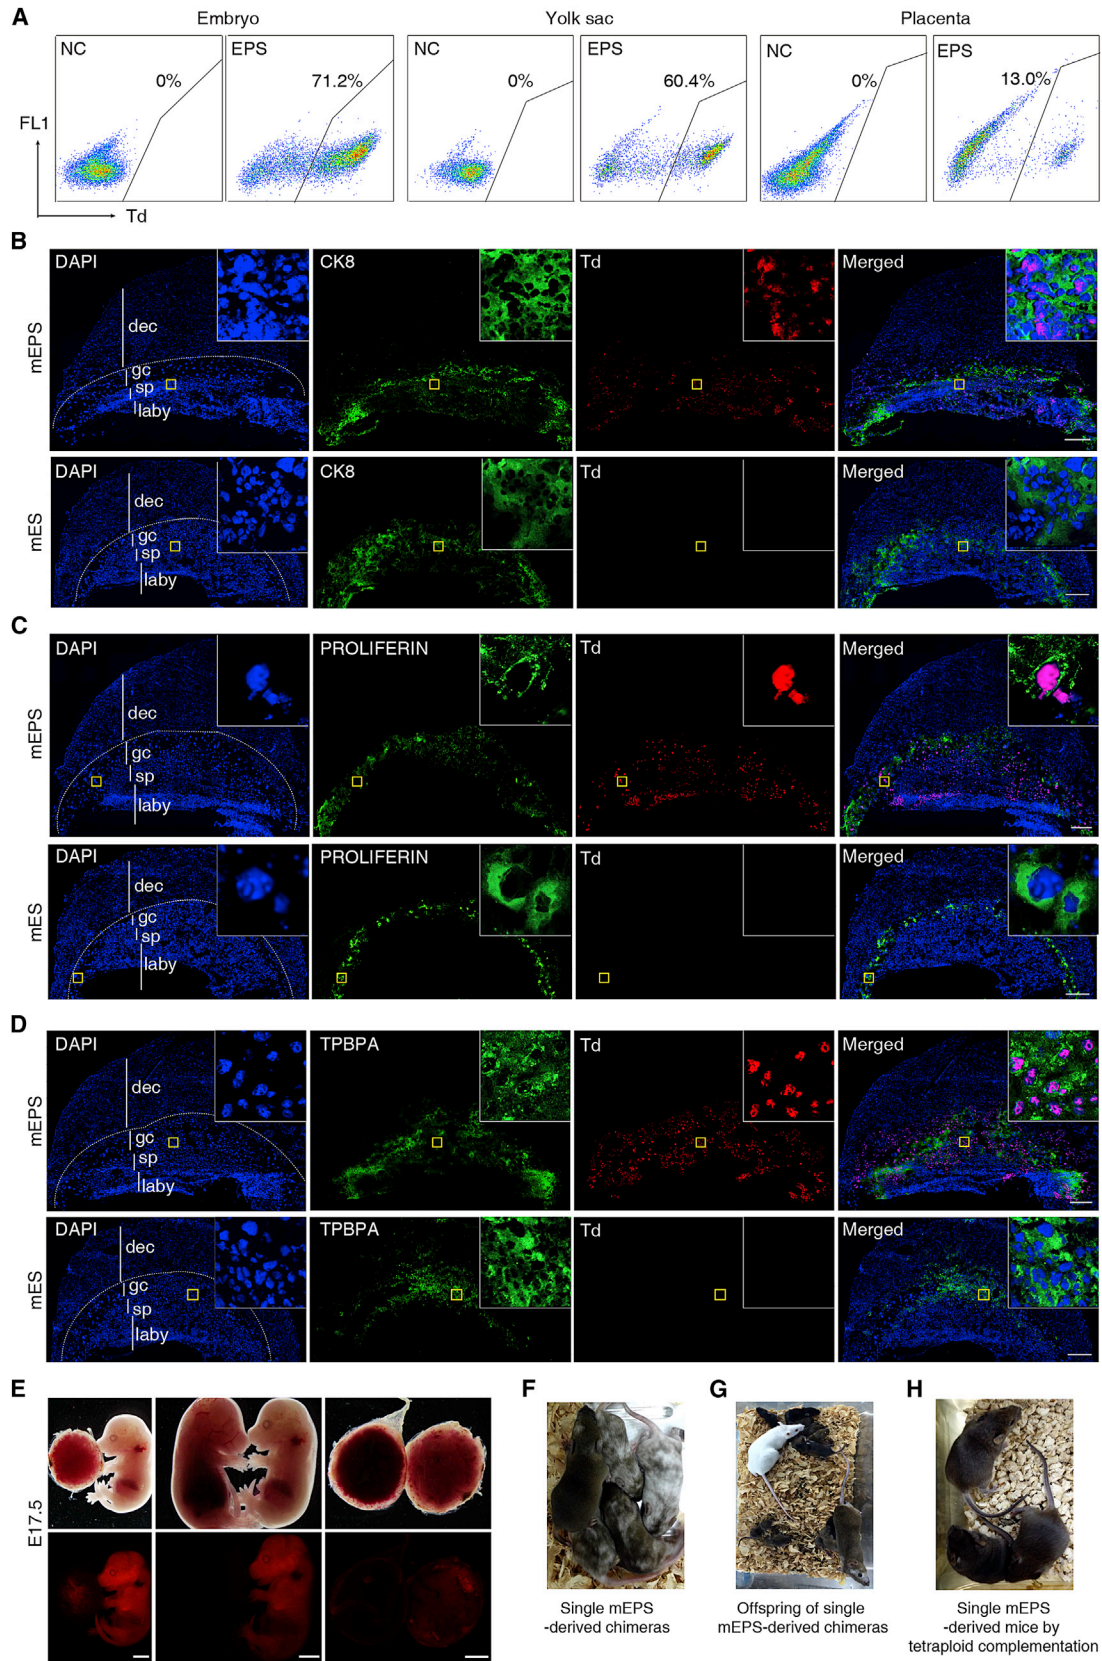 A
Embryo
Yolk sac
Placenta
NC
0%
EPS
71.2%
NC
0%
EPS
60.4%
NC
0%
EPS
13.0%
FL1
Td
B
mEPS
DAPI
dec
gc
sp
laby
CK8
Td
Merged
mES
DAPI
dec
gc
sp
laby
CK8
Td
Merged
C
mEPS
DAPI
dec
gc
sp
laby
PROLIFERIN
Td
Merged
mES
DAPI
dec
gc
sp
laby
PROLIFERIN
Td
Merged
D
mEPS
DAPI
dec
gc
sp
laby
TPBPA
Td
Merged
mES
DAPI
dec
gc
sp
laby
TPBPA
Td
Merged
E
E17.5
F
Single mEPS
-derived chimeras
G
Offspring of single
mEPS-derived chimeras
H
Single mEPS
-derived mice by
tetraploid complementation